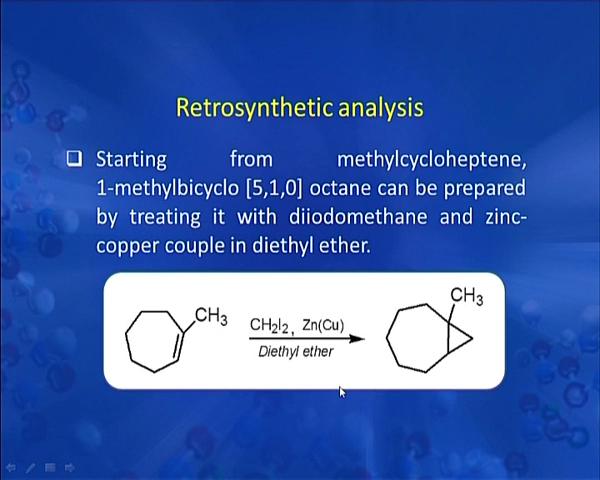 Retrosynthetic analysis
Starting from methylcycloheptene,
1-methylbicyclo [5,1,0] octane can be prepared
by treating it with diiodomethane and zinc-
copper couple in diethyl ether.
CH3
CH2I2, Zn(Cu)
Diethyl ether
CH3